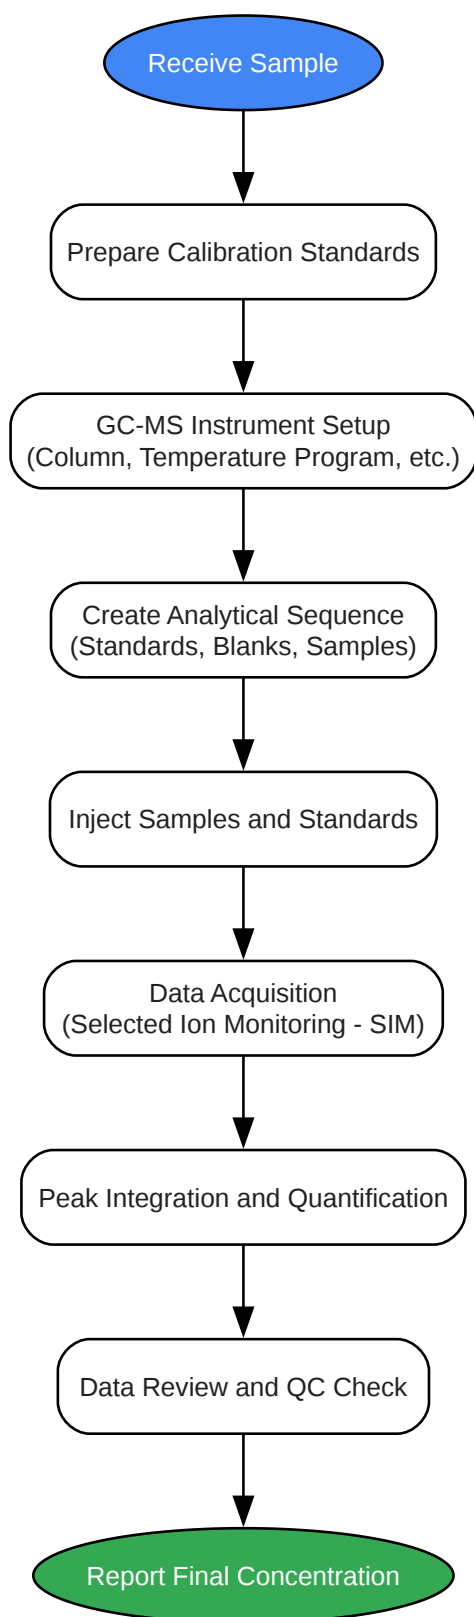 Receive Sample
Prepare Calibration Standards
GC-MS Instrument Setup
(Column, Temperature Program, etc.)
Create Analytical Sequence
(Standards, Blanks, Samples)
Inject Samples and Standards
Data Acquisition
(Selected Ion Monitoring - SIM)
Peak Integration and Quantification
Data Review and QC Check
Report Final Concentration